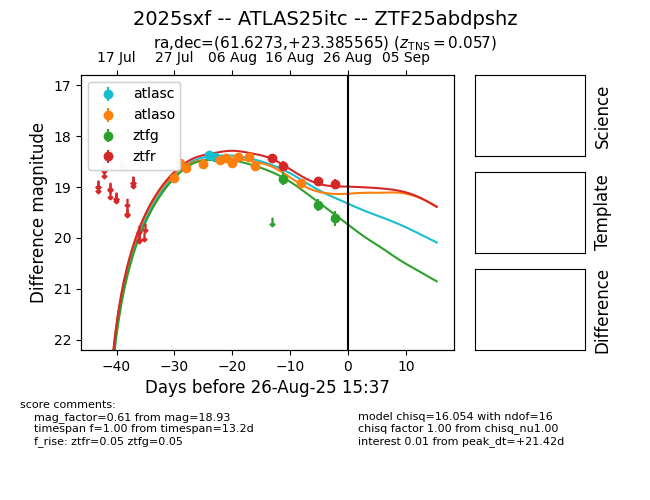 2025sxf -- ATLAS25itc -- ZTF25abdpshz
ra,dec=(61.6273,+23.385565) (z_TNS = 0.057)
17 Jul 27 Jul 06 Aug 16 Aug 26 Aug 05 Sep
atlasc
atlaso
ztfg
ztfr
17
18
19
20
21
22
Difference magnitude
−40 −30 −20 −10 0 10
Days before 26-Aug-25 15:37
Science
Template
Difference
score comments:
mag_factor=0.61 from mag=18.93
timespan f=1.00 from timespan=13.2d
f_rise: ztfr=0.05 ztfg=0.05
model chisq=16.054 with ndof=16
chisq factor 1.00 from chisq_nu1.00
interest 0.01 from peak_dt=+21.42d